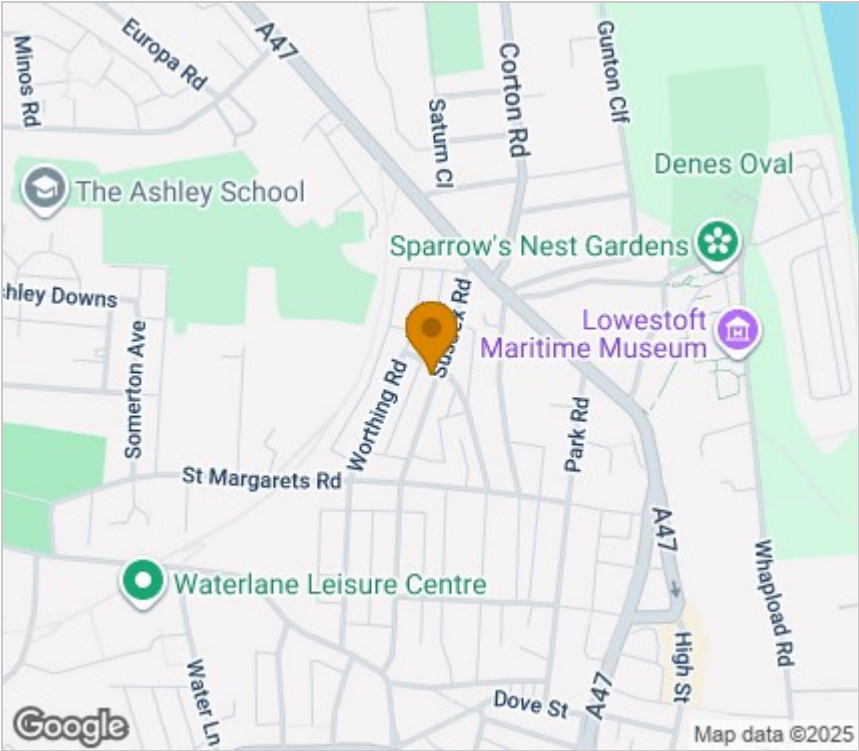 Minos Rd
Europa Rd
A47
Saturn Cl
Corton Rd
Gunton Clf
Denes Oval
The Ashley School
Sparrow's Nest Gardens
hley Downs
Somerton Ave
Sussex Rd
Lowestoft
Maritime Museum
Worthing Rd
Park Rd
St Margarets Rd
A47
Waterlane Leisure Centre
Whapload Rd
Water Ln
High St
Dove St
A47
Google
Map data ©2025